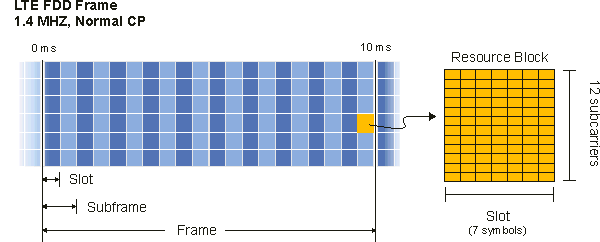 LTE FDD Frame
1.4 MHZ, Normal CP
0 ms
10 ms
Resource Block
12 subcarriers
Slot
Subframe
Frame
Slot
(7 symbols)